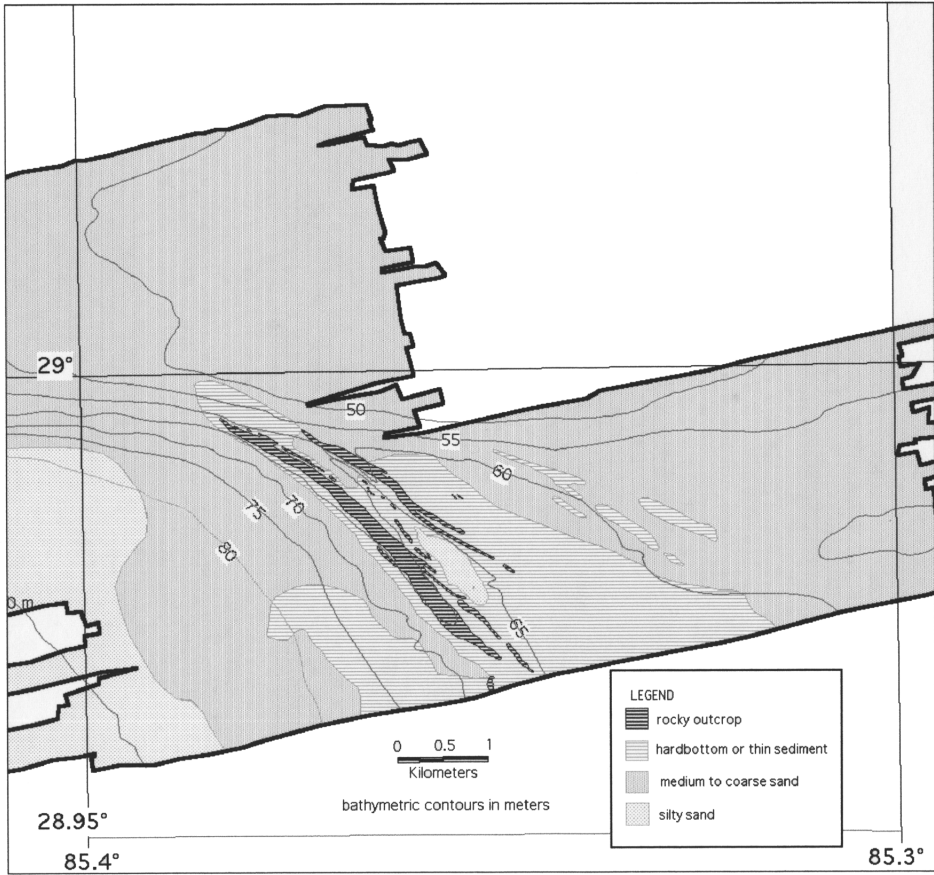 29°
50
55
60
70
75
80
0 m
65
LEGEND
rocky outcrop
hardbottom or thin sediment
medium to coarse sand
silty sand
0 0.5 1
Kilometers
bathymetric contours in meters
28.95°
85.4°
85.3°